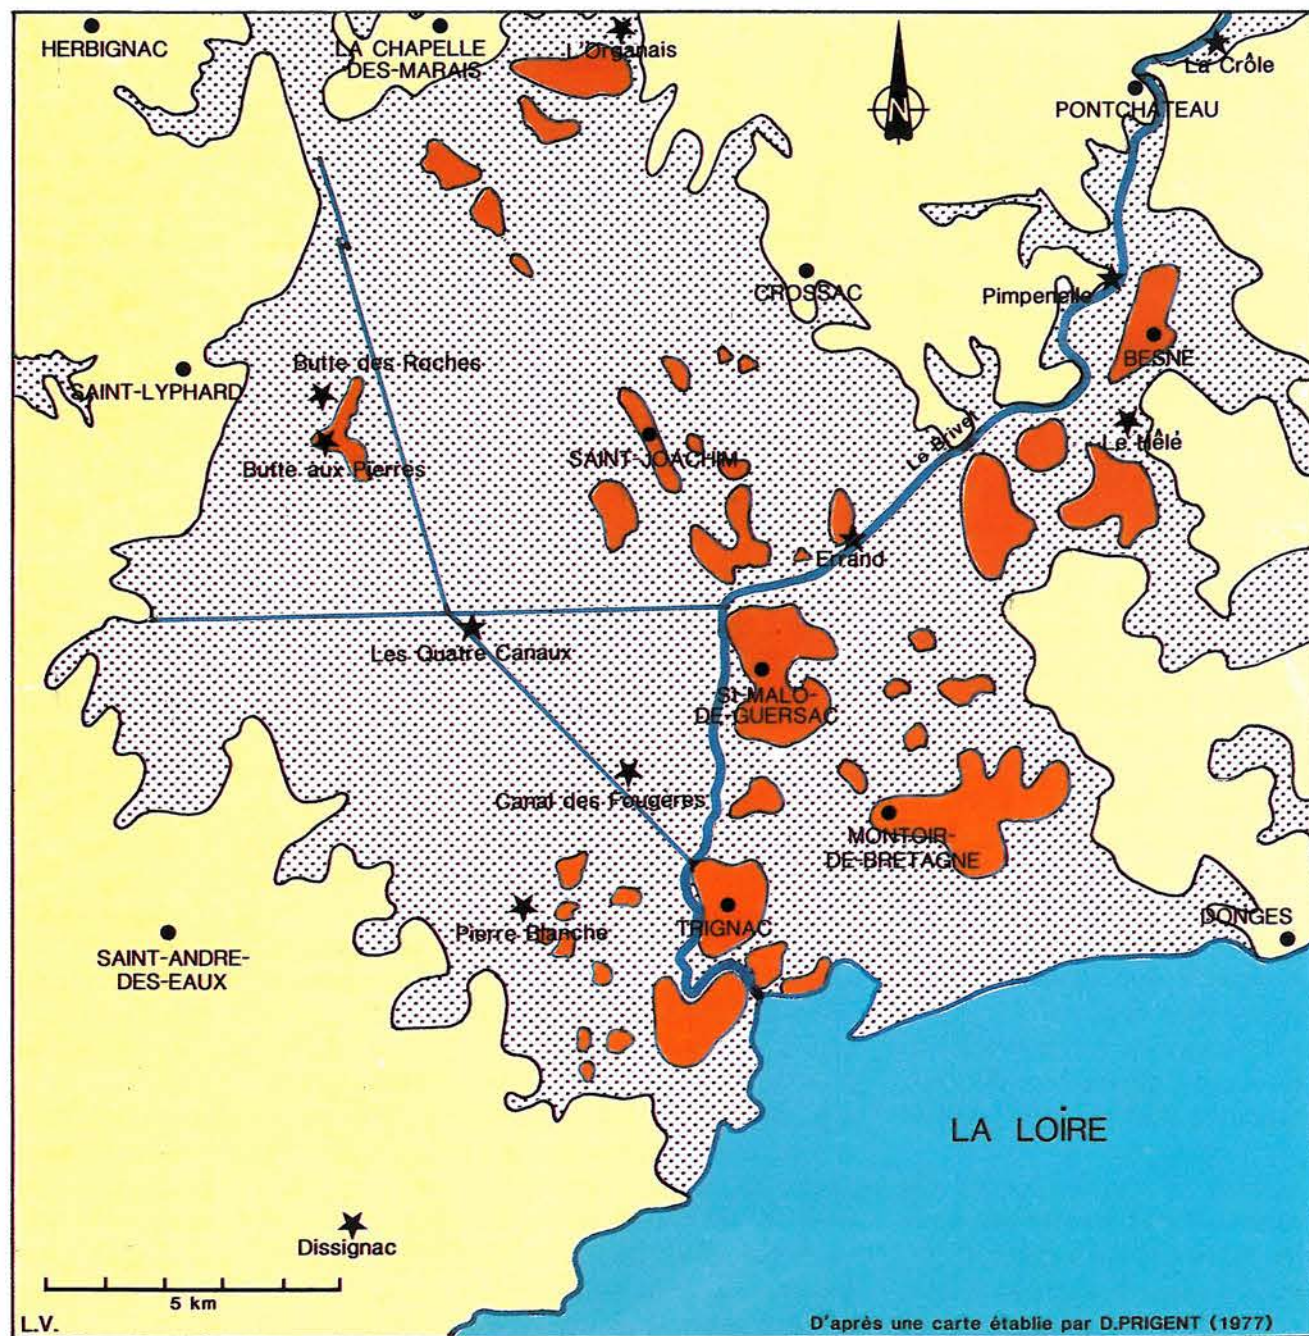 HERBIGNAC
LA CHAPELLE
-DES-MARAIS
L'Organais
N
La Crôle
PONTCHATEAU
CROSSAC
Pimpenelle
BESNÉ
Butte des Roches
SAINT-LYPHARD
Butte aux Pierres
SAINT-JOACHIM
Le Brivet
Le Hêlé
Errand
Les Quatre Canaux
St-MALO-
DE-GUERSAC
Canal des Fougeres
MONTOIR-
DE-BRETAGNE
Pierre Blanche
TRIGNAC
DONGES
SAINT-ANDRE-
DES-EAUX
LA LOIRE
Dissignac
5 km
L.V.
D'après une carte établie par D.PRIGENT (1977)